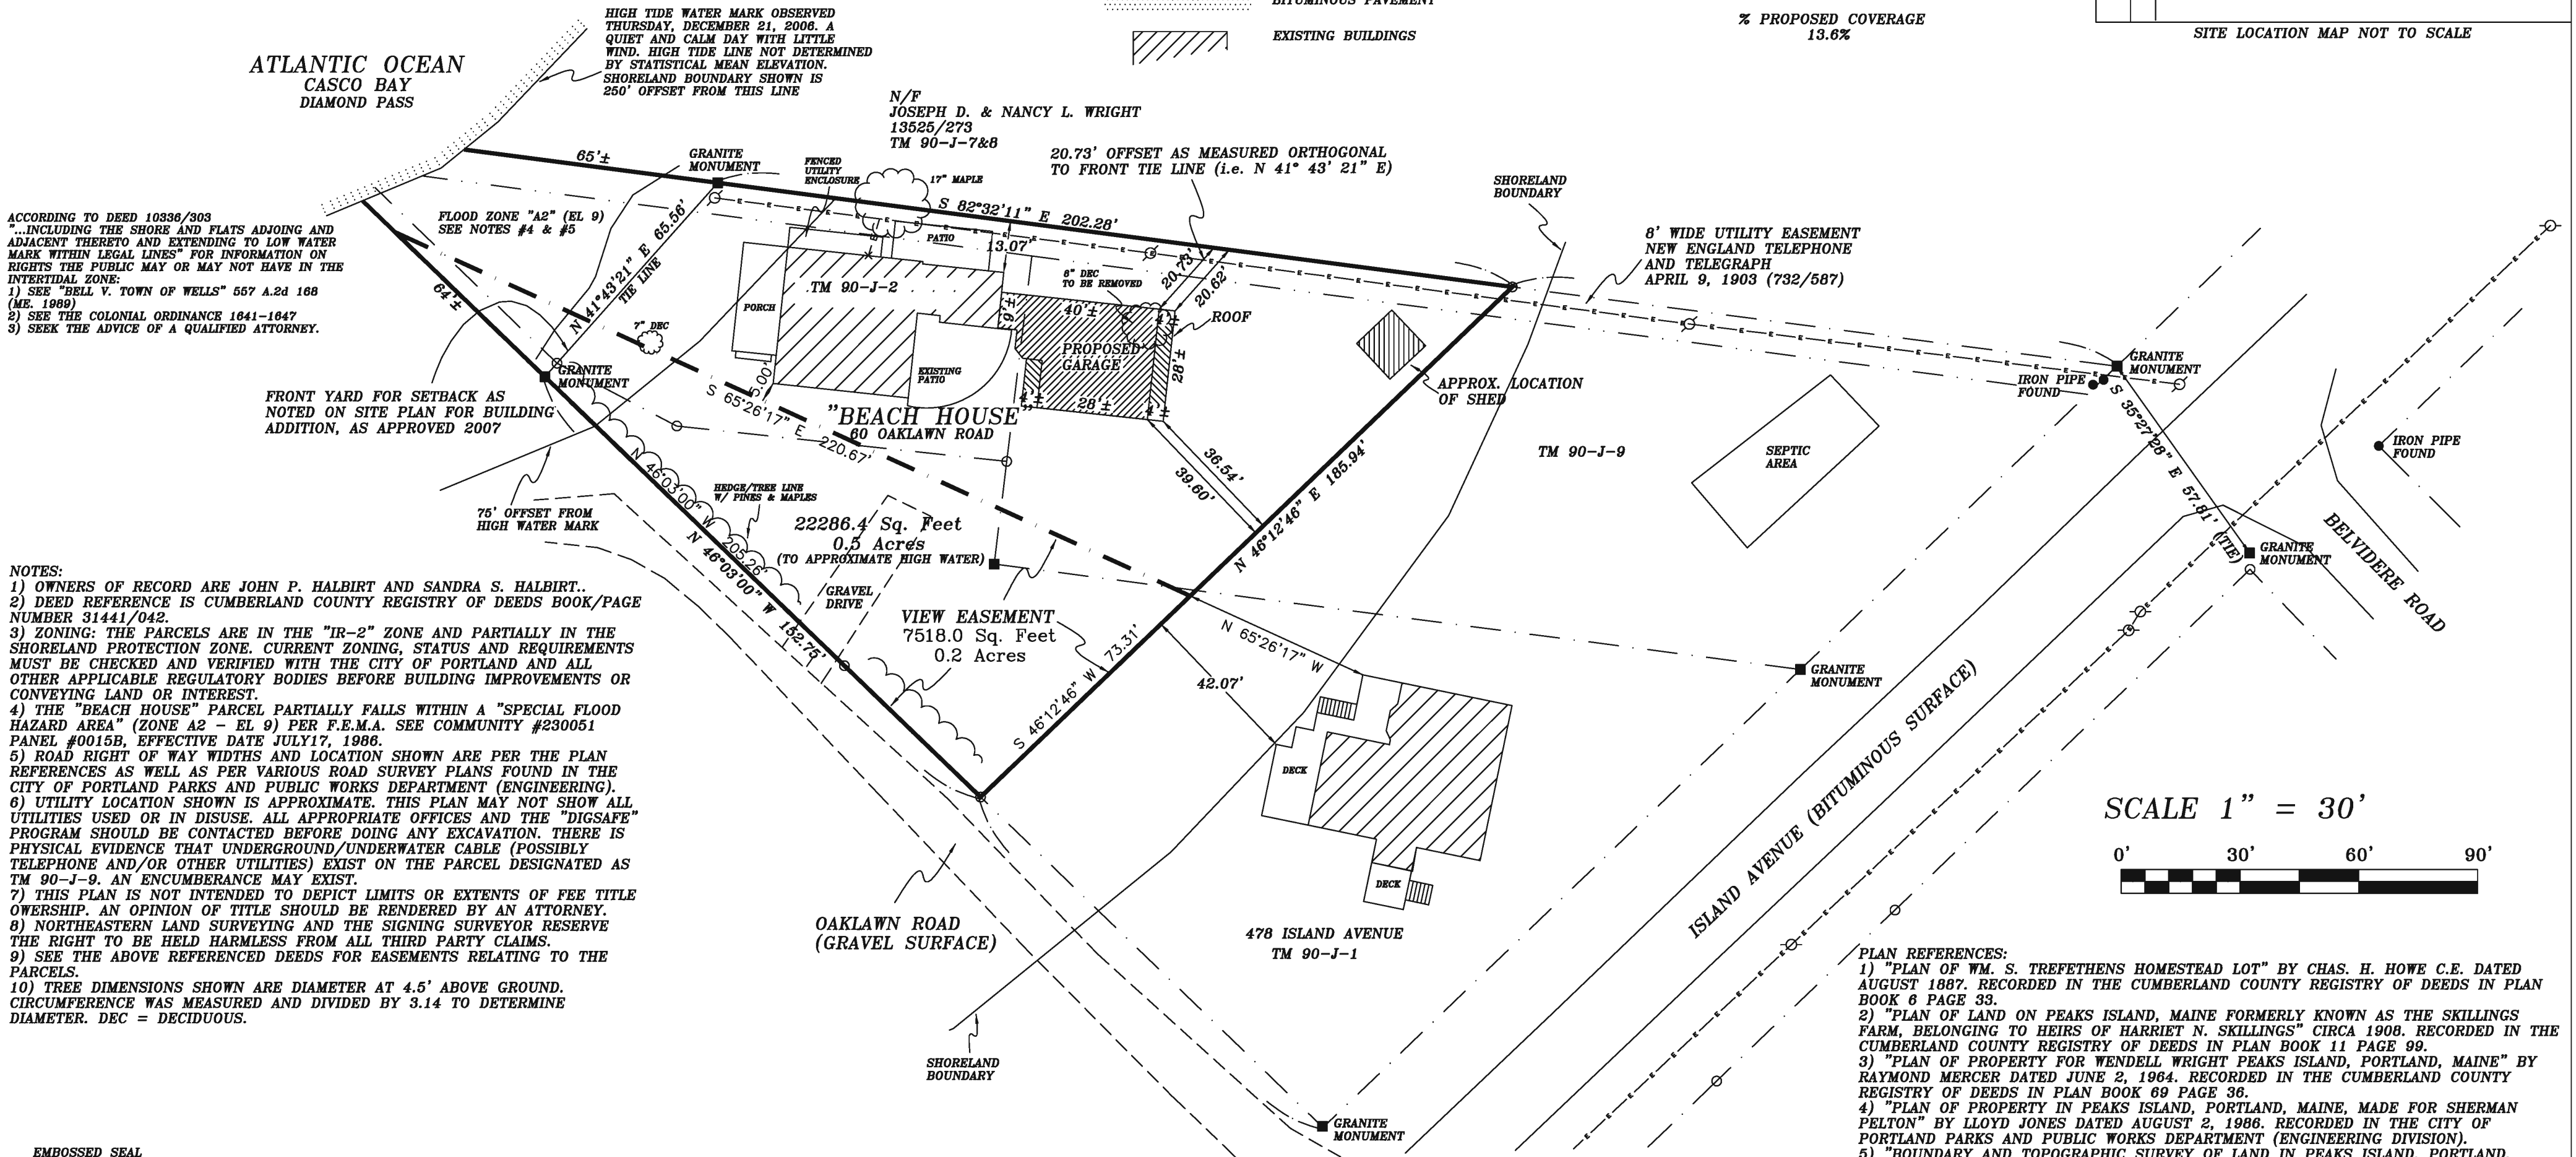 BITUMINOUS PAVEMENT
EXISTING BUILDINGS
% PROPOSED COVERAGE
13.6%
SITE LOCATION MAP NOT TO SCALE
HIGH TIDE WATER MARK OBSERVED
THURSDAY, DECEMBER 21, 2006. A
QUIET AND CALM DAY WITH LITTLE
WIND. HIGH TIDE LINE NOT DETERMINED
BY STATISTICAL MEAN ELEVATION.
SHORELAND BOUNDARY SHOWN IS
250' OFFSET FROM THIS LINE
ATLANTIC OCEAN
CASCO BAY
DIAMOND PASS
N/F
JOSEPH D. & NANCY L. WRIGHT
13525/273
TM 90-J-7&8
20.73' OFFSET AS MEASURED ORTHOGONAL
TO FRONT TIE LINE (i.e. N 41° 43' 21" E)
65'±
GRANITE
MONUMENT
FENCED
UTILITY
ENCLOSURE
17" MAPLE
SHORELAND
BOUNDARY
S 82°32'11" E 202.28'
ACCORDING TO DEED 10336/303
"...INCLUDING THE SHORE AND FLATS ADJOING AND
ADJACENT THERETO AND EXTENDING TO LOW WATER
MARK WITHIN LEGAL LINES" FOR INFORMATION ON
RIGHTS THE PUBLIC MAY OR MAY NOT HAVE IN THE
INTERTIDAL ZONE:
1) SEE "BELL V. TOWN OF WELLS" 557 A.2d 168
(ME. 1989)
2) SEE THE COLONIAL ORDINANCE 1641-1647
3) SEEK THE ADVICE OF A QUALIFIED ATTORNEY.
FLOOD ZONE "A2" (EL 9)
SEE NOTES #4 & #5
N 41°43'21" E 65.56'
TIE LINE
64'±
PATIO
13.07'
8' WIDE UTILITY EASEMENT
NEW ENGLAND TELEPHONE
AND TELEGRAPH
APRIL 9, 1903 (732/587)
20.73'
20.62'
8" DEC
TO BE REMOVED
TM 90-J-2
PORCH
7" DEC
9'±
40'±
4'±
ROOF
PROPOSED
GARAGE
28'±
EXISTING
PATIO
5.00'
4'±
28'±
4'±
APPROX. LOCATION
OF SHED
GRANITE
MONUMENT
FRONT YARD FOR SETBACK AS
NOTED ON SITE PLAN FOR BUILDING
ADDITION, AS APPROVED 2007
S 65°26'17" E 220.67'
"BEACH HOUSE"
60 OAKLAWN ROAD
GRANITE
MONUMENT
IRON PIPE
FOUND
S 35°27'28" E 57.81'
(TIE)
IRON PIPE
FOUND
TM 90-J-9
SEPTIC
AREA
36.54'
39.60'
N 46°12'46" E 185.94'
N 46°03'00" W 205.26'
HEDGE/TREE LINE
W/ PINES & MAPLES
75' OFFSET FROM
HIGH WATER MARK
22286.4 Sq. Feet
0.5 Acres
(TO APPROXIMATE HIGH WATER)
N 46°03'00" W 152.75'
GRAVEL
DRIVE
VIEW EASEMENT
7518.0 Sq. Feet
0.2 Acres
S 46°12'46" W 73.31'
N 65°26'17" W
42.07'
GRANITE
MONUMENT
BELVIDERE ROAD
GRANITE
MONUMENT
ISLAND AVENUE (BITUMINOUS SURFACE)
DECK
DECK
478 ISLAND AVENUE
TM 90-J-1
OAKLAWN ROAD
(GRAVEL SURFACE)
SHORELAND
BOUNDARY
GRANITE
MONUMENT
SCALE 1" = 30'
0' 30' 60' 90'
NOTES:
1) OWNERS OF RECORD ARE JOHN P. HALBIRT AND SANDRA S. HALBIRT..
2) DEED REFERENCE IS CUMBERLAND COUNTY REGISTRY OF DEEDS BOOK/PAGE
NUMBER 31441/042.
3) ZONING: THE PARCELS ARE IN THE "IR-2" ZONE AND PARTIALLY IN THE
SHORELAND PROTECTION ZONE. CURRENT ZONING, STATUS AND REQUIREMENTS
MUST BE CHECKED AND VERIFIED WITH THE CITY OF PORTLAND AND ALL
OTHER APPLICABLE REGULATORY BODIES BEFORE BUILDING IMPROVEMENTS OR
CONVEYING LAND OR INTEREST.
4) THE "BEACH HOUSE" PARCEL PARTIALLY FALLS WITHIN A "SPECIAL FLOOD
HAZARD AREA" (ZONE A2 - EL 9) PER F.E.M.A. SEE COMMUNITY #230051
PANEL #0015B, EFFECTIVE DATE JULY17, 1986.
5) ROAD RIGHT OF WAY WIDTHS AND LOCATION SHOWN ARE PER THE PLAN
REFERENCES AS WELL AS PER VARIOUS ROAD SURVEY PLANS FOUND IN THE
CITY OF PORTLAND PARKS AND PUBLIC WORKS DEPARTMENT (ENGINEERING).
6) UTILITY LOCATION SHOWN IS APPROXIMATE. THIS PLAN MAY NOT SHOW ALL
UTILITIES USED OR IN DISUSE. ALL APPROPRIATE OFFICES AND THE "DIGSAFE"
PROGRAM SHOULD BE CONTACTED BEFORE DOING ANY EXCAVATION. THERE IS
PHYSICAL EVIDENCE THAT UNDERGROUND/UNDERWATER CABLE (POSSIBLY
TELEPHONE AND/OR OTHER UTILITIES) EXIST ON THE PARCEL DESIGNATED AS
TM 90-J-9. AN ENCUMBERANCE MAY EXIST.
7) THIS PLAN IS NOT INTENDED TO DEPICT LIMITS OR EXTENTS OF FEE TITLE
OWERSHIP. AN OPINION OF TITLE SHOULD BE RENDERED BY AN ATTORNEY.
8) NORTHEASTERN LAND SURVEYING AND THE SIGNING SURVEYOR RESERVE
THE RIGHT TO BE HELD HARMLESS FROM ALL THIRD PARTY CLAIMS.
9) SEE THE ABOVE REFERENCED DEEDS FOR EASEMENTS RELATING TO THE
PARCELS.
10) TREE DIMENSIONS SHOWN ARE DIAMETER AT 4.5' ABOVE GROUND.
CIRCUMFERENCE WAS MEASURED AND DIVIDED BY 3.14 TO DETERMINE
DIAMETER. DEC = DECIDUOUS.
EMBOSSED SEAL
PLAN REFERENCES:
1) "PLAN OF WM. S. TREFETHENS HOMESTEAD LOT" BY CHAS. H. HOWE C.E. DATED
AUGUST 1887. RECORDED IN THE CUMBERLAND COUNTY REGISTRY OF DEEDS IN PLAN
BOOK 6 PAGE 33.
2) "PLAN OF LAND ON PEAKS ISLAND, MAINE FORMERLY KNOWN AS THE SKILLINGS
FARM, BELONGING TO HEIRS OF HARRIET N. SKILLINGS" CIRCA 1908. RECORDED IN THE
CUMBERLAND COUNTY REGISTRY OF DEEDS IN PLAN BOOK 11 PAGE 99.
3) "PLAN OF PROPERTY FOR WENDELL WRIGHT PEAKS ISLAND, PORTLAND, MAINE" BY
RAYMOND MERCER DATED JUNE 2, 1964. RECORDED IN THE CUMBERLAND COUNTY
REGISTRY OF DEEDS IN PLAN BOOK 69 PAGE 36.
4) "PLAN OF PROPERTY IN PEAKS ISLAND, PORTLAND, MAINE, MADE FOR SHERMAN
PELTON" BY LLOYD JONES DATED AUGUST 2, 1986. RECORDED IN THE CITY OF
PORTLAND PARKS AND PUBLIC WORKS DEPARTMENT (ENGINEERING DIVISION).
5) "BOUNDARY AND TOPOGRAPHIC SURVEY OF LAND IN PEAKS ISLAND, PORTLAND,